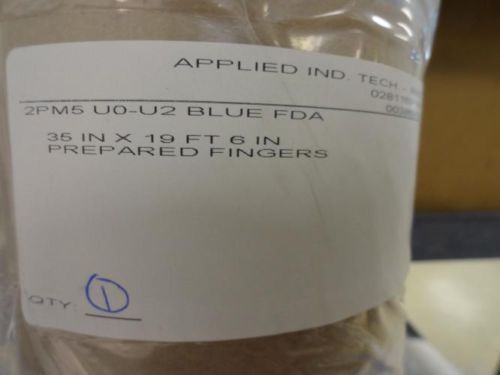 APPLIED IND. TECH -
2PM5 U0-U2 BLUE FDA
35 IN X 19 FT 6 IN
PREPARED FINGERS
QTY: 1